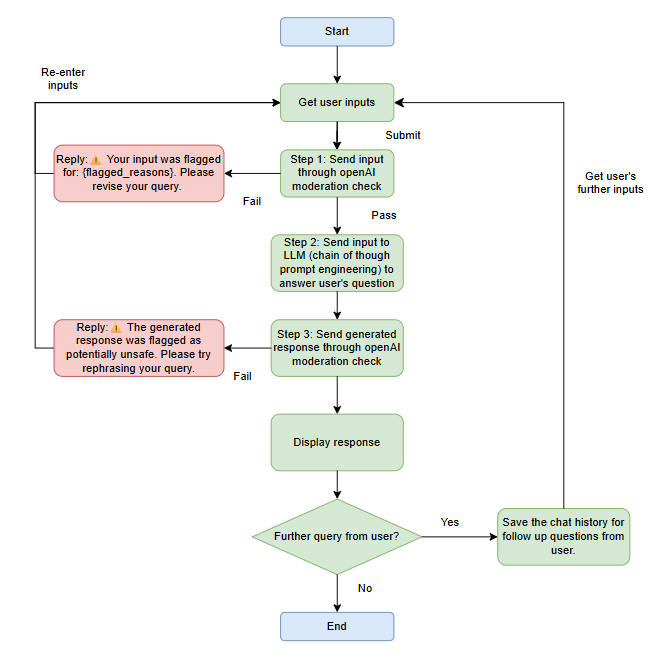 Start
Re-enter
inputs
Get user inputs
Submit
Reply: ⚠️ Your input was flagged
for: {flagged_reasons}. Please
revise your query.
Step 1: Send input
through openAI
moderation check
Fail
Get user's
further inputs
Pass
Step 2: Send input to
LLM (chain of though
prompt engineering) to
answer user's question
Reply: ⚠️ The generated
response was flagged as
potentially unsafe. Please try
rephrasing your query.
Step 3: Send generated
response through openAI
moderation check
Fail
Display response
Further query from user?
Yes
Save the chat history for
follow up questions from
user.
No
End